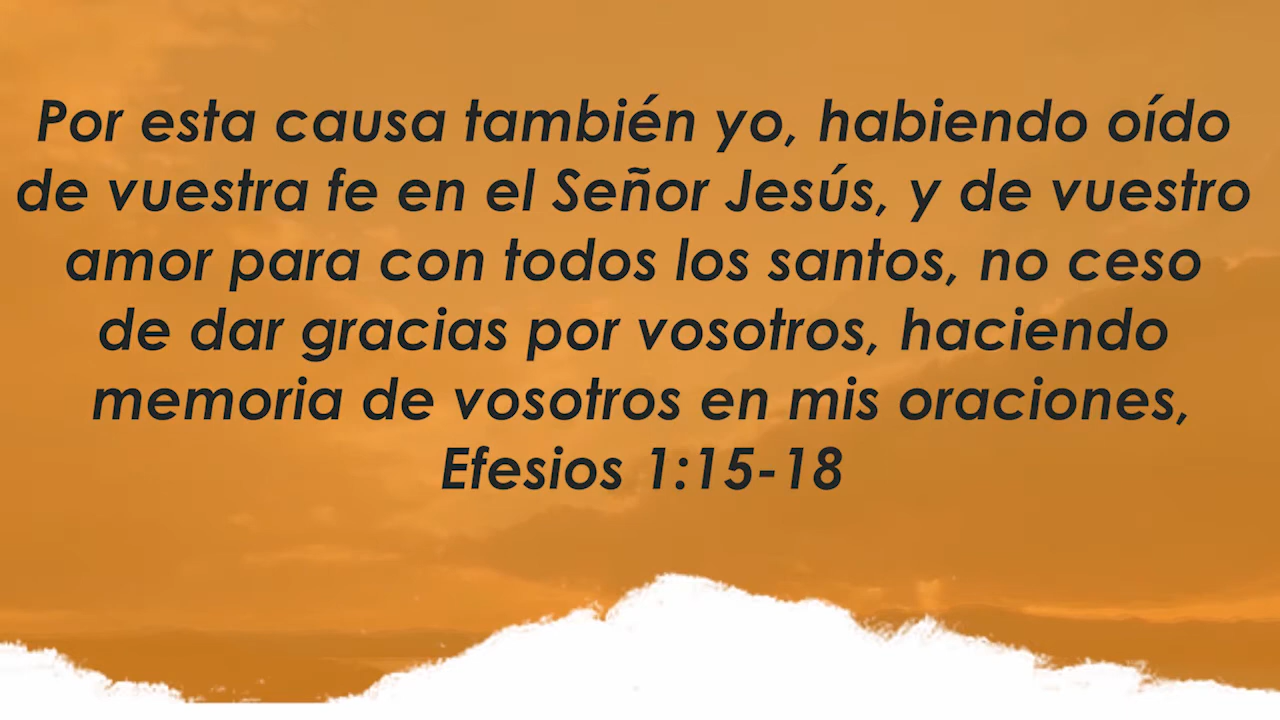 Por esta causa también yo, habiendo oído
de vuestra fe en el Señor Jesús, y de vuestro
amor para con todos los santos, no ceso
de dar gracias por vosotros, haciendo
memoria de vosotros en mis oraciones,
Efesios 1:15-18